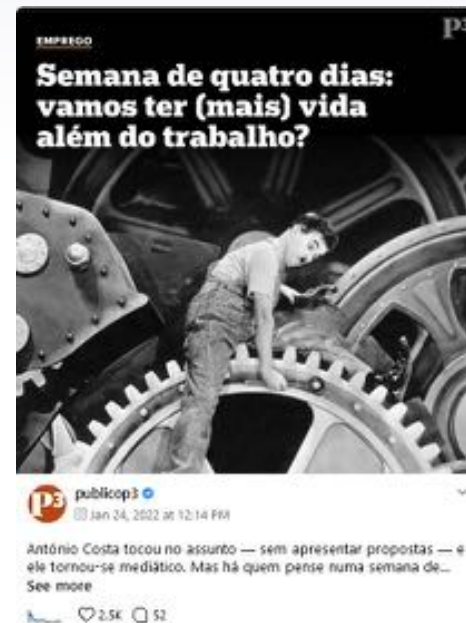 P3
EMPREGO
Semana de quatro dias:
vamos ter (mais) vida
além do trabalho?
P3
publicop3
Jan 24, 2022 at 12:14 PM
António Costa tocou no assunto — sem apresentar propostas — e
ele tornou-se mediático. Mas há quem pense numa semana de...
See more
2.5K 52